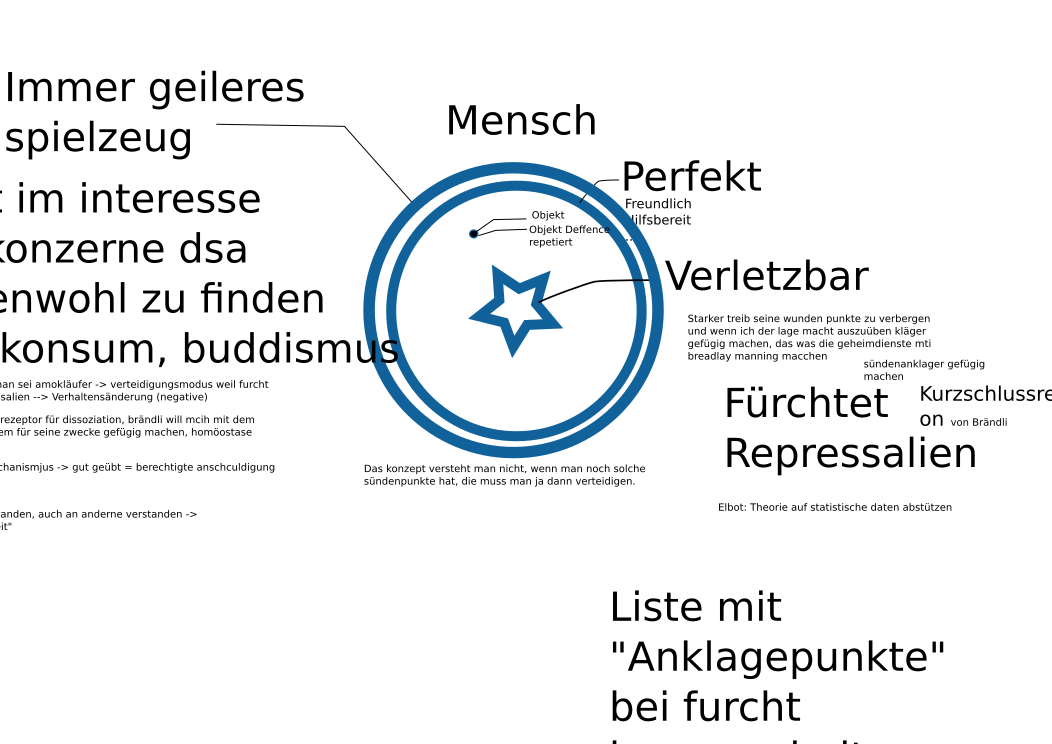 Immer geileres
spielzeug
im interesse
konzerne dsa
enwohl zu finden
konsum, buddismus
man sei amokläufer -> verteidigungsmodus weil furcht
salien --> Verhaltensänderung (negative)
rezeptor für dissoziation, brändli will mcih mit dem
em für seine zwecke gefügig machen, homöostase
chanismjus -> gut geübt = berechtigte anschculdigung
anden, auch an anderne verstanden ->
eit"
Mensch
Perfekt
Freundlich
Hilfsbereit
...
Objekt
Objekt Deffence
repetiert
Verletzbar
Starker treib seine wunden punkte zu verbergen
und wenn ich der lage macht auszuüben kläger
gefügig machen, das was die geheimdienste mti
breadlay manning macchen
sündenanklager gefügig
machen
Fürchtet
Repressalien
Kurzschlussre
on von Brändli
Das konzept versteht man nicht, wenn man noch solche
sündenpunkte hat, die muss man ja dann verteidigen.
Elbot: Theorie auf statistische daten abstützen
Liste mit
"Anklagepunkte"
bei furcht